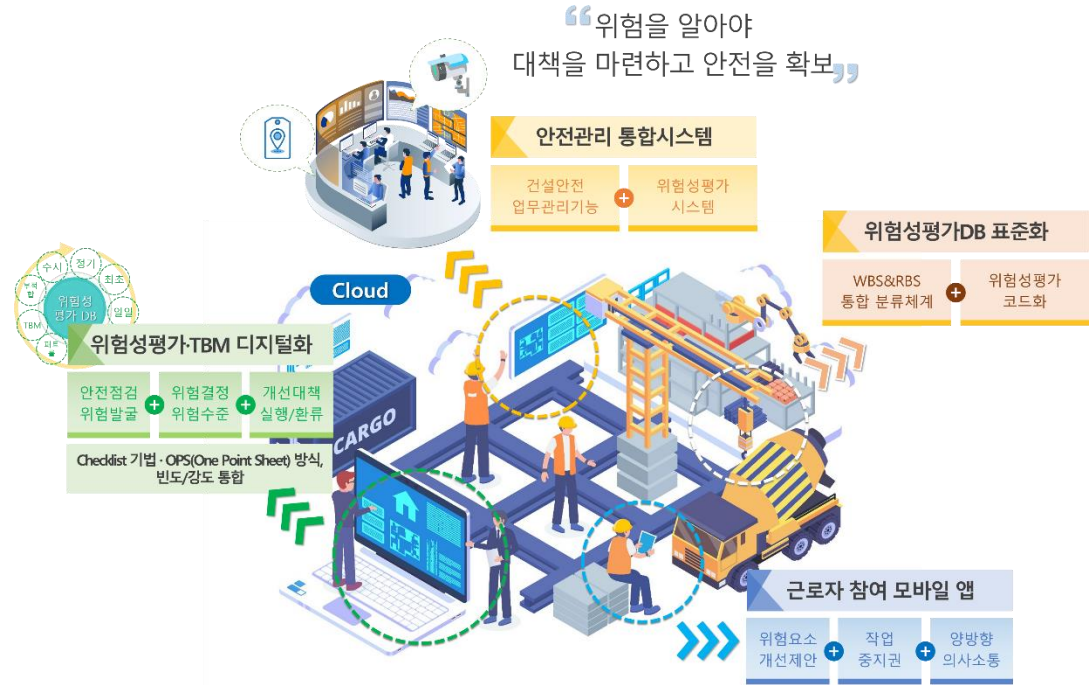 “위험을 알아야
대책을 마련하고 안전을 확보”
안전관리 통합시스템
건설안전
업무관리기능
+
위험성평가
시스템
위험성평가DB 표준화
WBS&RBS
통합 분류체계
+
위험성평가
코드화
Cloud
수시
정기
최초
일일
TBM
위험성
평가 DB
위험성평가·TBM 디지털화
안전점검
위험발굴
+
위험결정
위험수준
+
개선대책
실행/환류
Checklist 기법 · OPS(One Point Sheet) 방식,
빈도/강도 통합
CARGO
근로자 참여 모바일 앱
위험요소
개선제안
+
작업
중지권
+
양방향
의사소통